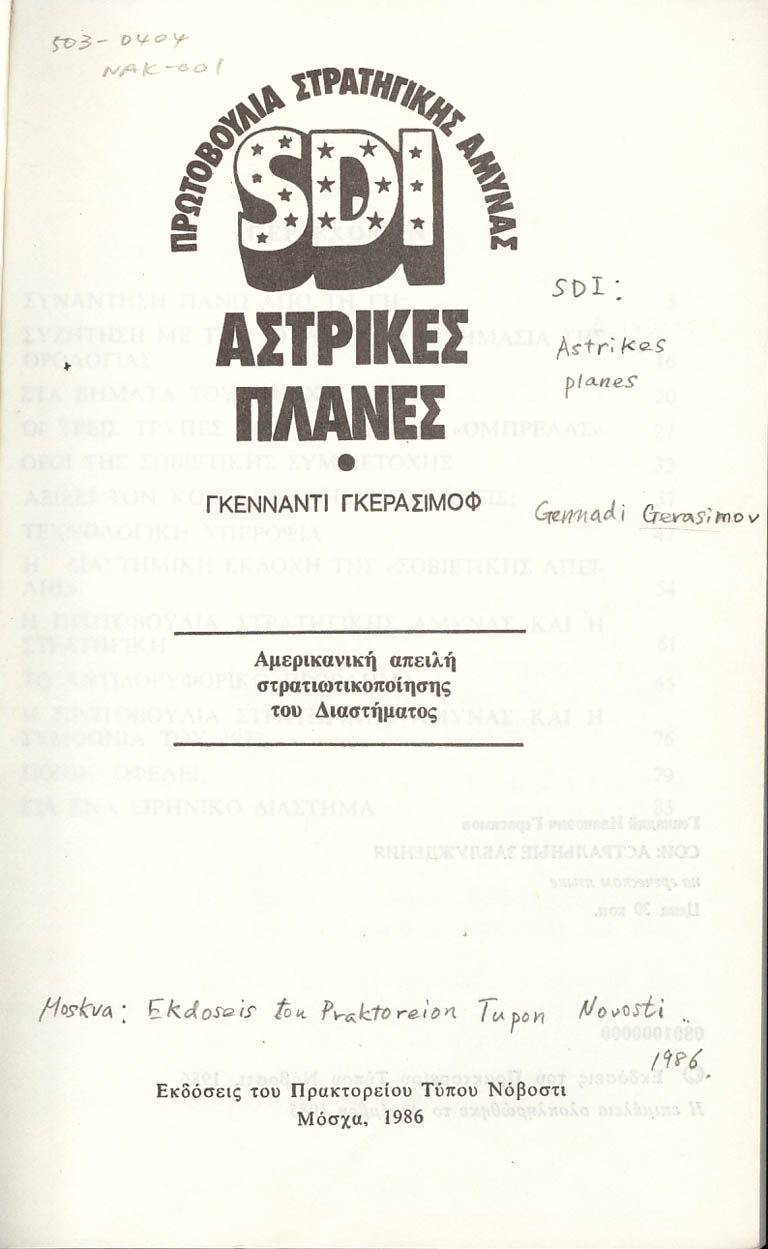 503-0404
NAK-001
ΠΡΩΤΟΒΟΥΛΙΑ ΣΤΡΑΤΗΓΙΚΗΣ ΑΜΥΝΑΣ
SDI
SDI:
ΑΣΤΡΙΚΕΣ
Astrikes
ΠΛΑΝΕΣ
planes
ΓΚΕΝΝΑΝΤΙ ΓΚΕΡΑΣΙΜΟΦ
Gennadi Gerasimov
Αμερικανική απειλή
στρατιωτικοποίησης
του Διαστήματος
Moskva: Ekdoseis tou Praktoreion Tupon Novosti
1986.
Εκδόσεις του Πρακτορείου Τύπου Νόβοστι
Μόσχα, 1986